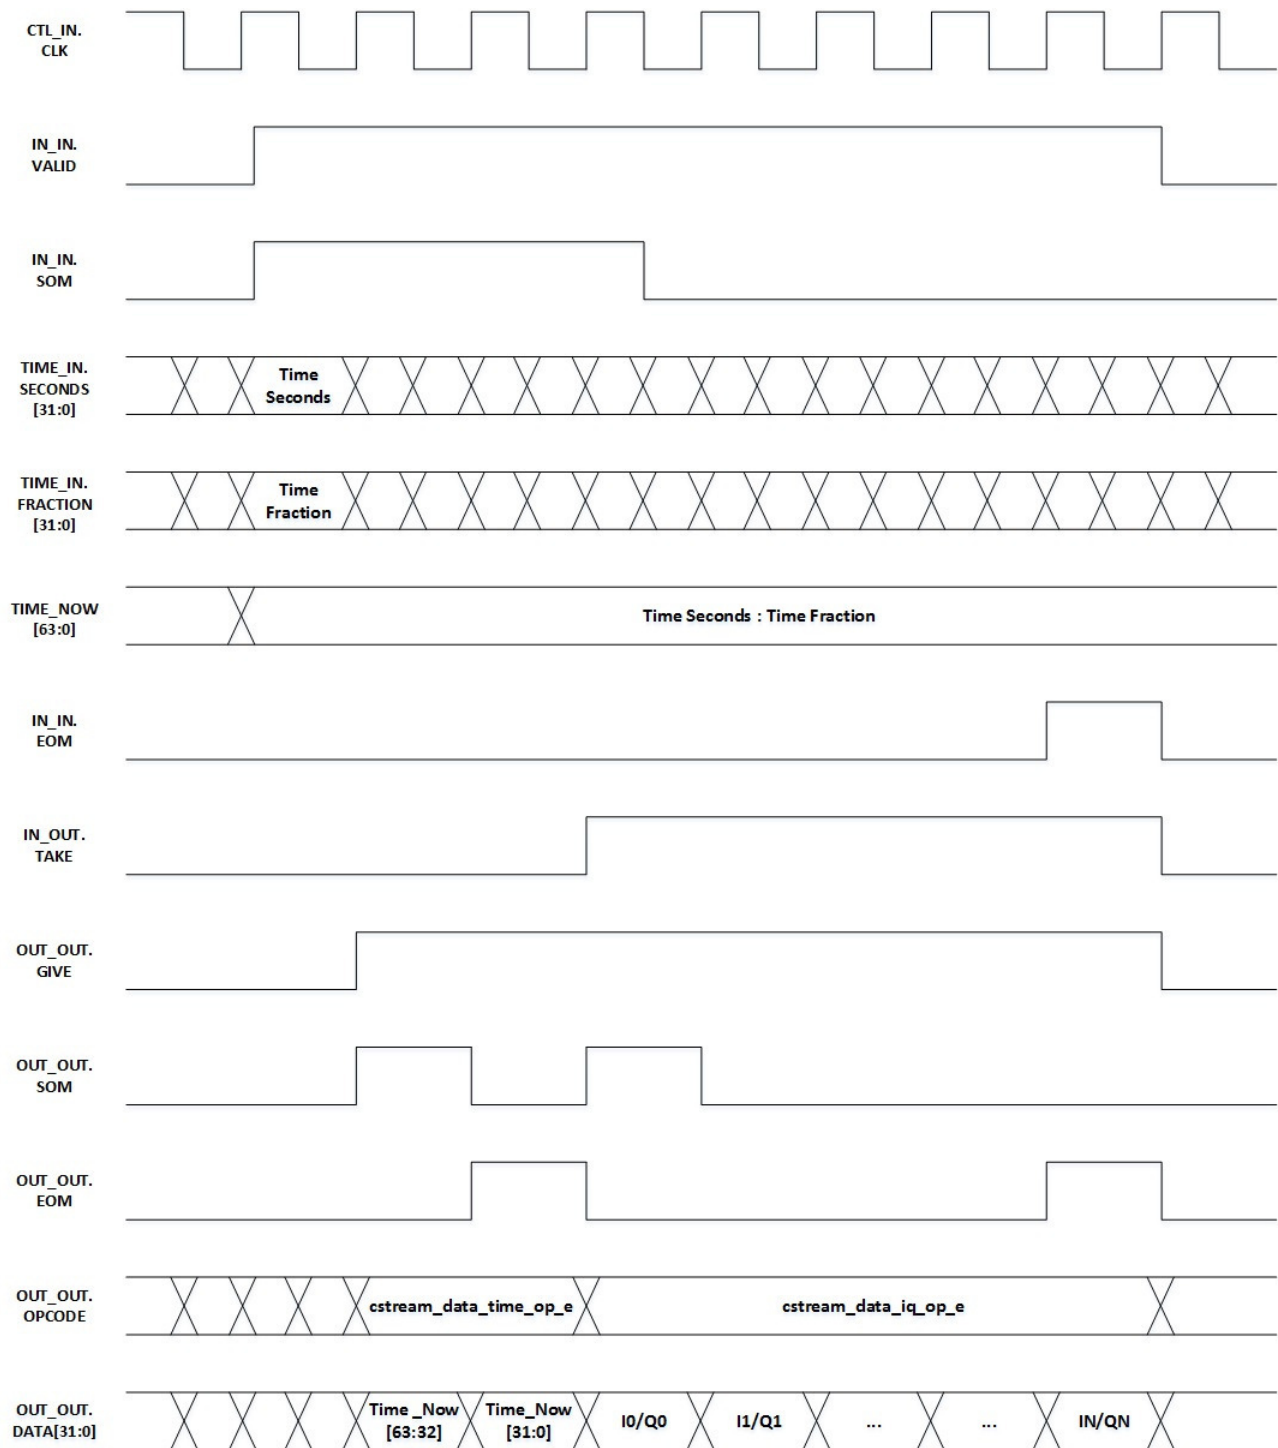 CTL_IN.
CLK
IN_IN.
VALID
IN_IN.
SOM
TIME_IN.
SECONDS
[31:0]
Time
Seconds
TIME_IN.
FRACTION
[31:0]
Time
Fraction
TIME_NOW
[63:0]
Time Seconds : Time Fraction
IN_IN.
EOM
IN_OUT.
TAKE
OUT_OUT.
GIVE
OUT_OUT.
SOM
OUT_OUT.
EOM
OUT_OUT.
OPCODE
cstream_data_time_op_e
cstream_data_iq_op_e
OUT_OUT.
DATA[31:0]
Time _Now
[63:32]
Time_Now
[31:0]
I0/Q0
I1/Q1
...
...
IN/QN